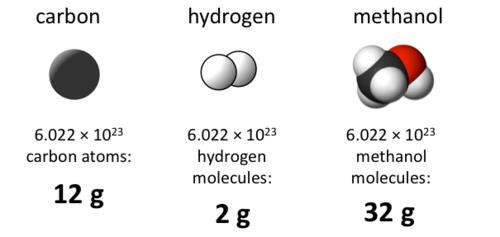 carbon
hydrogen
methanol
6.022 × 10²³
carbon atoms:
12 g
6.022 × 10²³
hydrogen
molecules:
2 g
6.022 × 10²³
methanol
molecules:
32 g